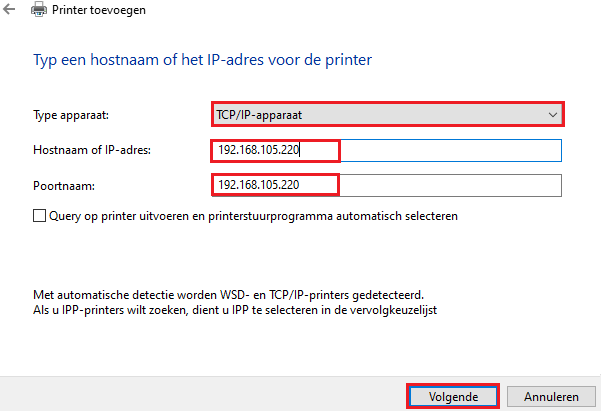 Printer toevoegen
Typ een hostnaam of het IP-adres voor de printer
Type apparaat: TCP/IP-apparaat
Hostnaam of IP-adres: 192.168.105.220
Poortnaam: 192.168.105.220
Query op printer uitvoeren en printerstuurprogramma automatisch selecteren
Met automatische detectie worden WSD- en TCP/IP-printers gedetecteerd.
Als u IPP-printers wilt zoeken, dient u IPP te selecteren in de vervolgkeuzelijst
Volgende Annuleren